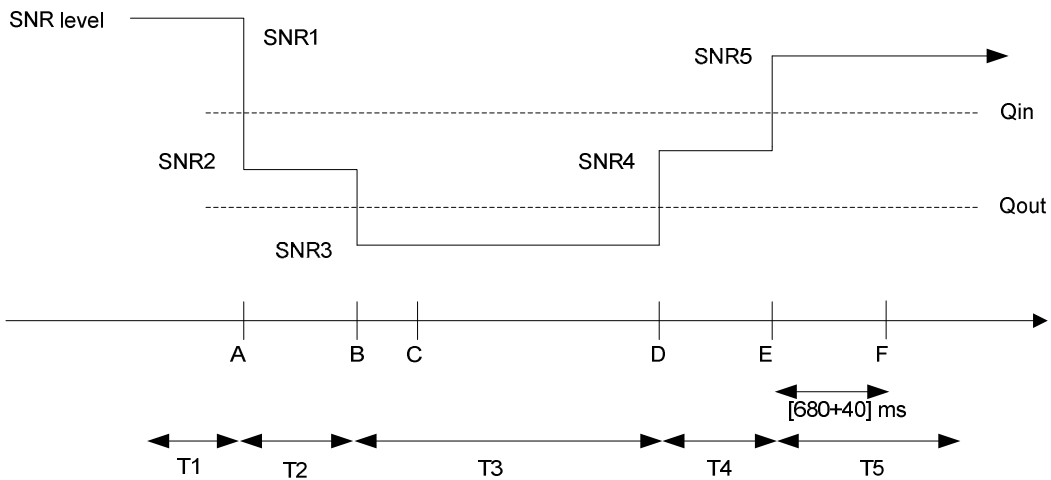 SNR level
SNR1
SNR5
Qin
SNR2
SNR4
Qout
SNR3
A B C D E F
[680+40] ms
T1 T2 T3 T4 T5